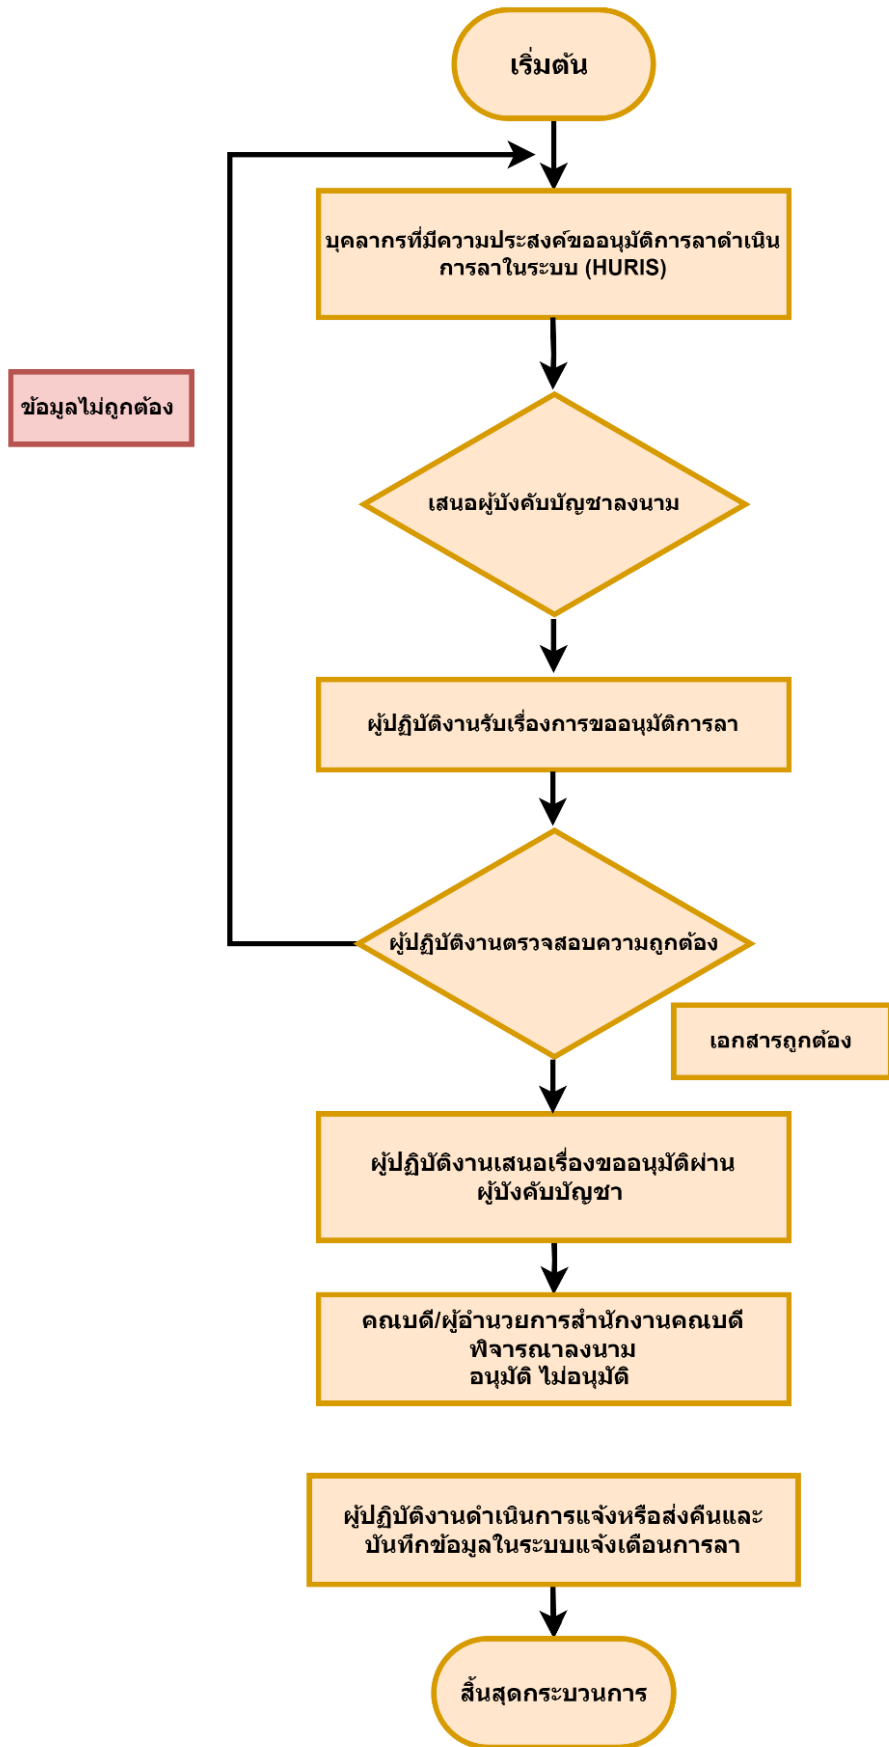 เริ่มต้น
บุคลากรที่มีความประสงค์ขออนุมัติการลาดำเนิน
การลาในระบบ (HURIS)
ข้อมูลไม่ถูกต้อง
เสนอผู้บังคับบัญชาลงนาม
ผู้ปฏิบัติงานรับเรื่องการขออนุมัติการลา
ผู้ปฏิบัติงานตรวจสอบความถูกต้อง
เอกสารถูกต้อง
ผู้ปฏิบัติงานเสนอเรื่องขออนุมัติผ่าน
ผู้บังคับบัญชา
คณบดี/ผู้อำนวยการสำนักงานคณบดี
พิจารณาลงนาม
อนุมัติ ไม่อนุมัติ
ผู้ปฏิบัติงานดำเนินการแจ้งหรือส่งคืนและ
บันทึกข้อมูลในระบบแจ้งเตือนการลา
สิ้นสุดกระบวนการ